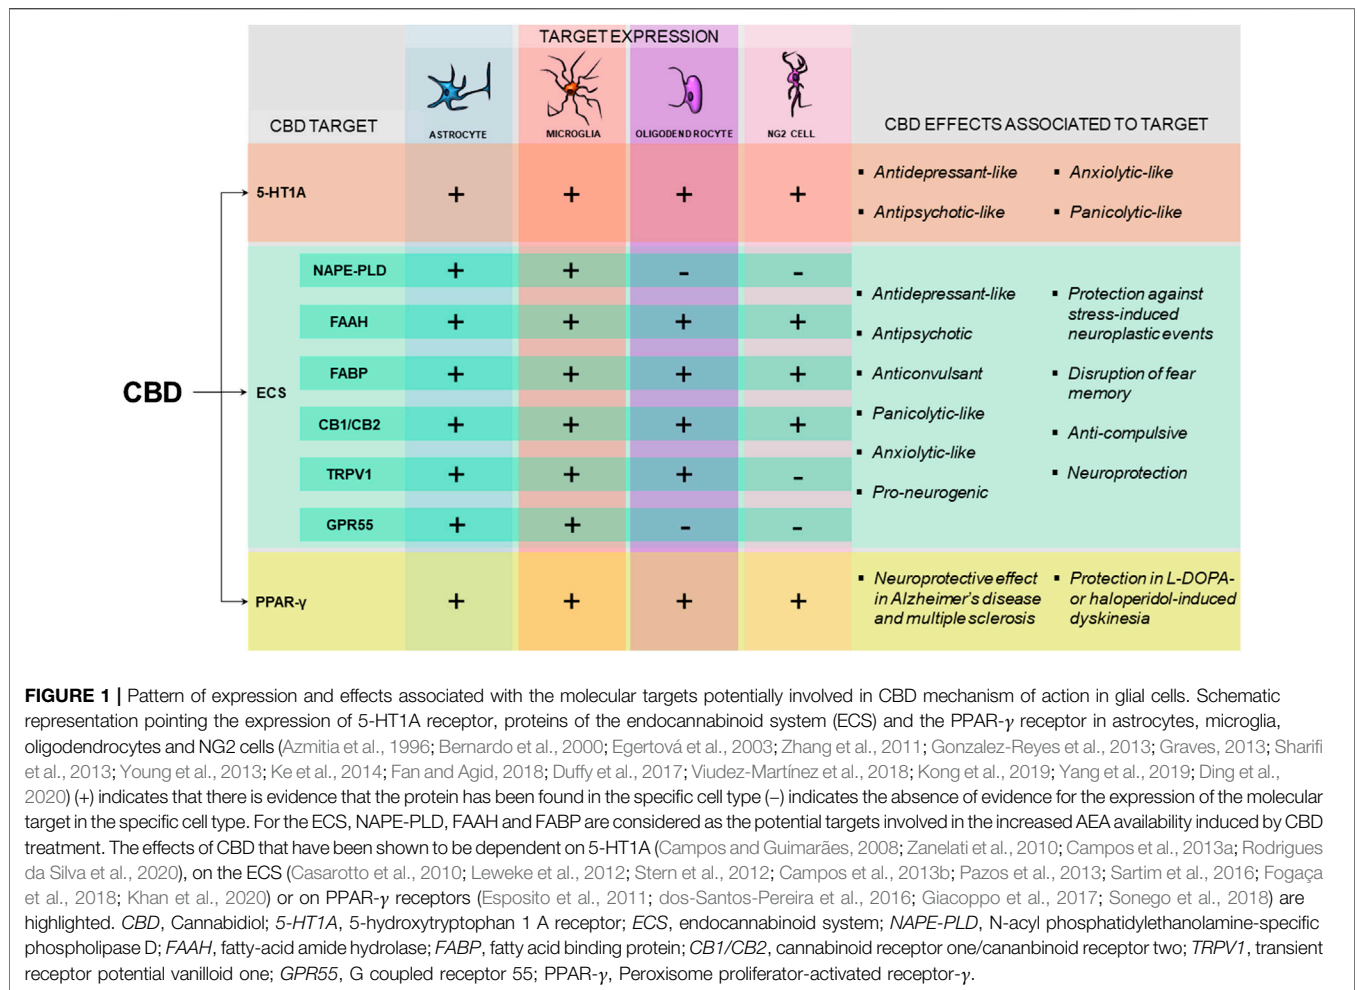 TARGET EXPRESSION
CBD TARGET
ASTROCYTE
MICROGLIA
OLIGODENDROCYTE
NG2 CELL
CBD EFFECTS ASSOCIATED TO TARGET
CBD
5-HT1A
+ + + +
▪ Antidepressant-like
▪ Antipsychotic-like
▪ Anxiolytic-like
▪ Panicolytic-like
ECS
NAPE-PLD + + - -
FAAH + + + +
FABP + + + +
CB1/CB2 + + + +
TRPV1 + + + -
GPR55 + + - -
▪ Antidepressant-like
▪ Antipsychotic
▪ Anticonvulsant
▪ Panicolytic-like
▪ Anxiolytic-like
▪ Pro-neurogenic
▪ Protection against
stress-induced
neuroplastic events
▪ Disruption of fear
memory
▪ Anti-compulsive
▪ Neuroprotection
PPAR-γ
+ + + +
▪ Neuroprotective effect
in Alzheimer's disease
and multiple sclerosis
▪ Protection in L-DOPA-
or haloperidol-induced
dyskinesia
FIGURE 1 | Pattern of expression and effects associated with the molecular targets potentially involved in CBD mechanism of action in glial cells. Schematic
representation pointing the expression of 5-HT1A receptor, proteins of the endocannabinoid system (ECS) and the PPAR-γ receptor in astrocytes, microglia,
oligodendrocytes and NG2 cells (Azmitia et al., 1996; Bernardo et al., 2000; Egertová et al., 2003; Zhang et al., 2011; Gonzalez-Reyes et al., 2013; Graves, 2013; Sharifi
et al., 2013; Young et al., 2013; Ke et al., 2014; Fan and Agid, 2018; Duffy et al., 2017; Viudez-Martínez et al., 2018; Kong et al., 2019; Yang et al., 2019; Ding et al.,
2020) (+) indicates that there is evidence that the protein has been found in the specific cell type (–) indicates the absence of evidence for the expression of the molecular
target in the specific cell type. For the ECS, NAPE-PLD, FAAH and FABP are considered as the potential targets involved in the increased AEA availability induced by CBD
treatment. The effects of CBD that have been shown to be dependent on 5-HT1A (Campos and Guimarães, 2008; Zanelati et al., 2010; Campos et al., 2013a; Rodrigues
da Silva et al., 2020), on the ECS (Casarotto et al., 2010; Leweke et al., 2012; Stern et al., 2012; Campos et al., 2013b; Pazos et al., 2013; Sartim et al., 2016; Fogaça
et al., 2018; Khan et al., 2020) or on PPAR-γ receptors (Esposito et al., 2011; dos-Santos-Pereira et al., 2016; Giacoppo et al., 2017; Sonego et al., 2018) are
highlighted. CBD, Cannabidiol; 5-HT1A, 5-hydroxytryptophan 1 A receptor; ECS, endocannabinoid system; NAPE-PLD, N-acyl phosphatidylethanolamine-specific
phospholipase D; FAAH, fatty-acid amide hydrolase; FABP, fatty acid binding protein; CB1/CB2, cannabinoid receptor one/cananbinoid receptor two; TRPV1, transient
receptor potential vanilloid one; GPR55, G coupled receptor 55; PPAR-γ, Peroxisome proliferator-activated receptor-γ.